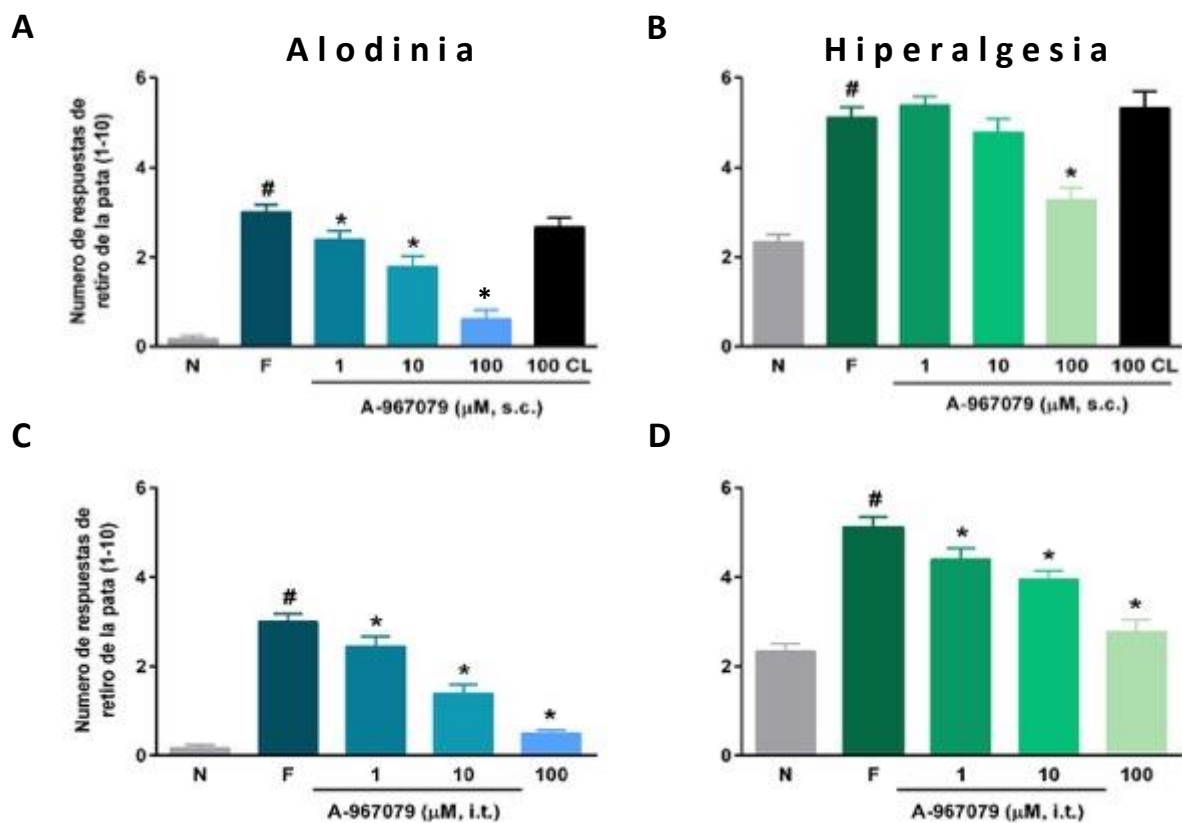 A
A l o d i n i a
Numero de respuestas de
retiro de la pata (1-10)
6
4
2
0
#
*
*
*
N F 1 10 100 100 CL
A-967079 (µM, s.c.)
B
H i p e r a l g e s i a
6
4
2
0
#
*
N F 1 10 100 100 CL
A-967079 (µM, s.c.)
C
Numero de respuestas de
retiro de la pata (1-10)
6
4
2
0
#
*
*
*
N F 1 10 100
A-967079 (µM, i.t.)
D
6
4
2
0
#
*
*
*
N F 1 10 100
A-967079 (µM, i.t.)